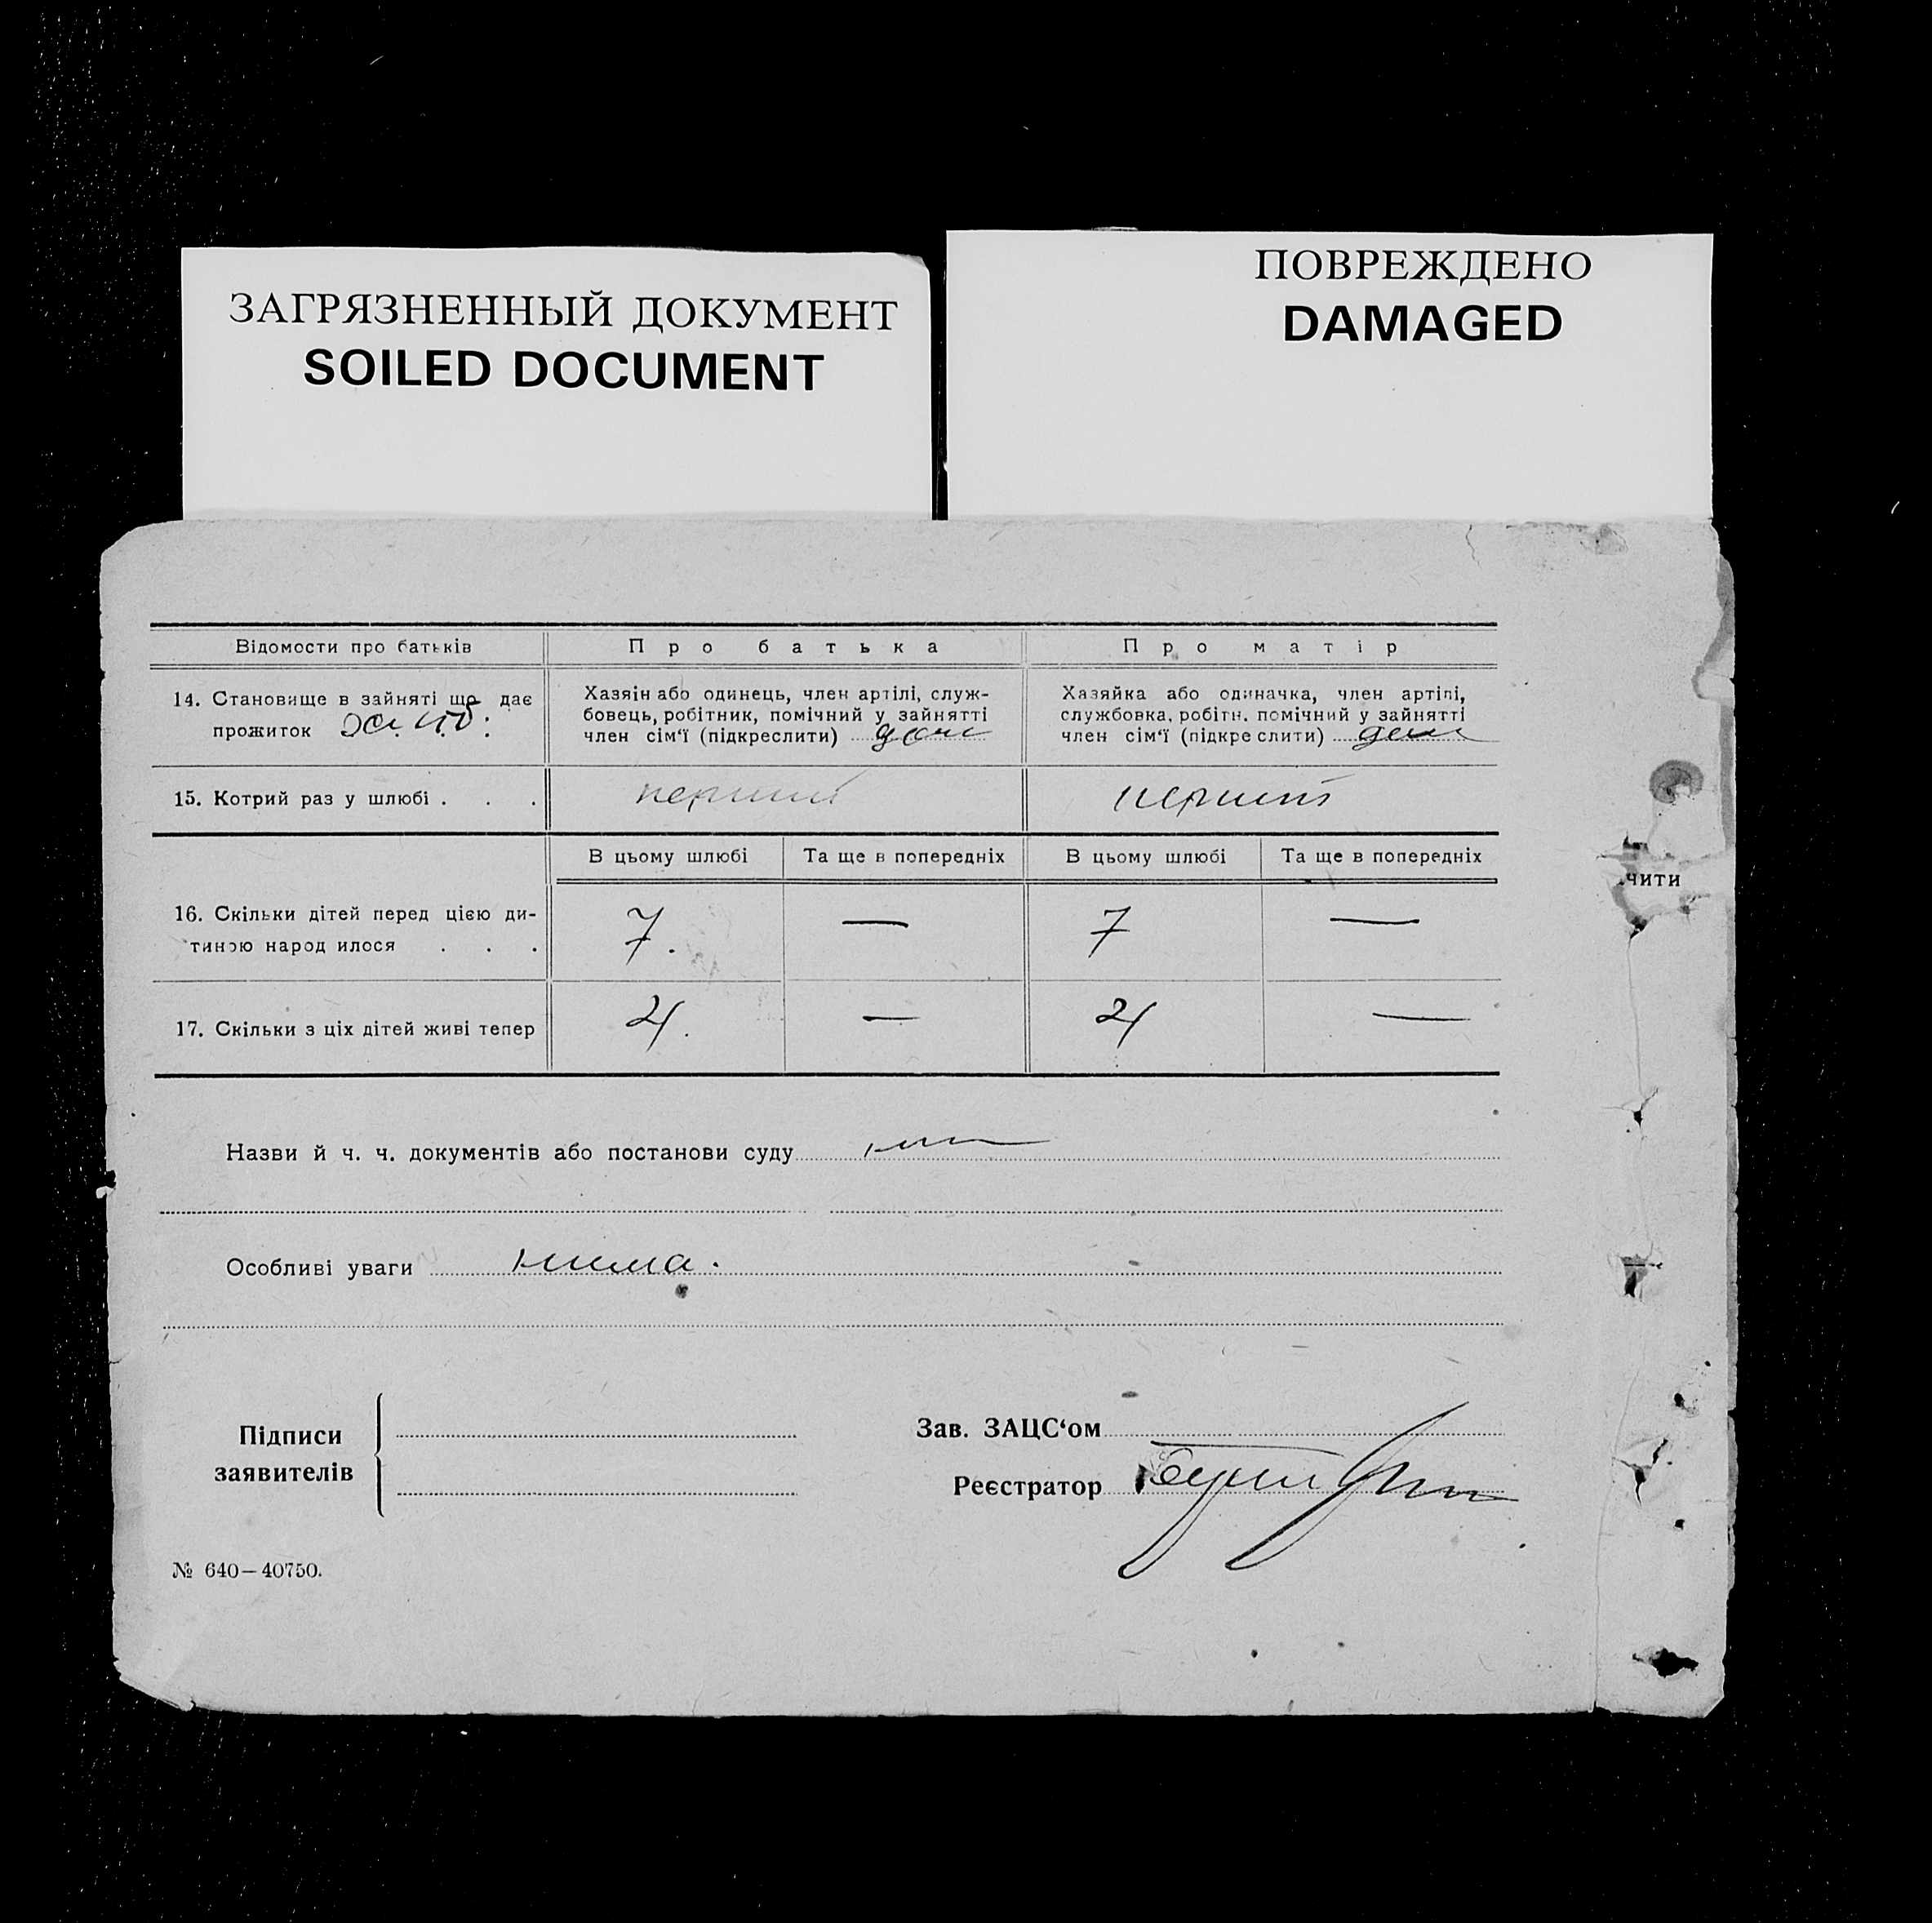 ЗАГРЯЗНЕННЫЙ ДОКУМЕНТ
SOILED DOCUMENT
ПОВРЕЖДЕНО
DAMAGED
Відомости про батьків
Про батька
Про матір
14. Становище в зайняті що дає
прожиток
Хазяін або одинець, член артілі, служ-
бовець, робітник, помічний у зайнятті
член сім'ї (підкреслити)
Хазяйка або одиначка, член артілі,
службовка, робітн. помічний у зайнятті
член сім'ї (підкреслити)
15. Котрий раз у шлюбі . . .
перший
перший
В цьому шлюбі
Та ще в попередніх
В цьому шлюбі
Та ще в попередніх
чити
16. Скільки дітей перед цією ди-
тиною народилося . . .
7.
—
7
—
17. Скільки з ціх дітей живі тепер
4.
—
4
—
Назви й ч. ч. документів або постанови суду
Особливі уваги нима.
Підписи
заявителів
Зав. ЗАЦС‘ом
Реєстратор
№ 640—40750.